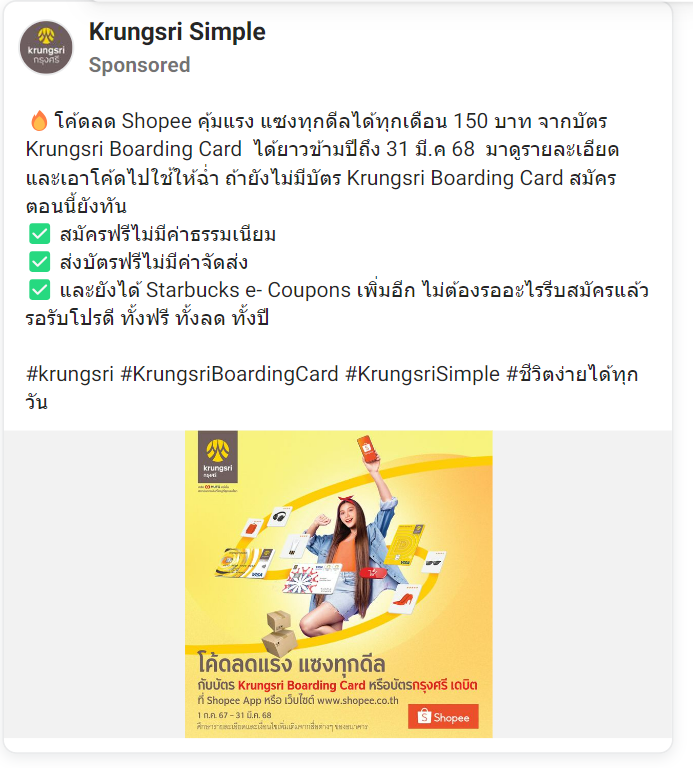 Krungsri Simple
Sponsored
🔥 โค้ดลด Shopee คุ้มแรง แซงทุกดีลได้ทุกเดือน 150 บาท จากบัตร
Krungsri Boarding Card ได้ยาวข้ามปีถึง 31 มี.ค 68 มาดูรายละเอียด
และเอาโค้ดไปใช้ให้ฉ่ำ ถ้ายังไม่มีบัตร Krungsri Boarding Card สมัคร
ตอนนี้ยังทัน
✅ สมัครฟรีไม่มีค่าธรรมเนียม
✅ ส่งบัตรฟรีไม่มีค่าจัดส่ง
✅ และยังได้ Starbucks e- Coupons เพิ่มอีก ไม่ต้องรออะไรรีบสมัครแล้ว
รอรับโปรดี ทั้งฟรี ทั้งลด ทั้งปี
#krungsri #KrungsriBoardingCard #KrungsriSimple #ชีวิตง่ายได้ทุก
วัน
krungsri
กรุงศรี
โค้ดลดแรง แซงทุกดีล
กับบัตร Krungsri Boarding Card หรือบัตรกรุงศรี เดบิต
ที่ Shopee App หรือ เว็บไซต์ www.shopee.co.th
1 ก.ค. 67 – 31 มี.ค. 68
ศึกษารายละเอียดและเงื่อนไขเพิ่มเติมจากสื่อต่างๆ ของธนาคาร
Shopee